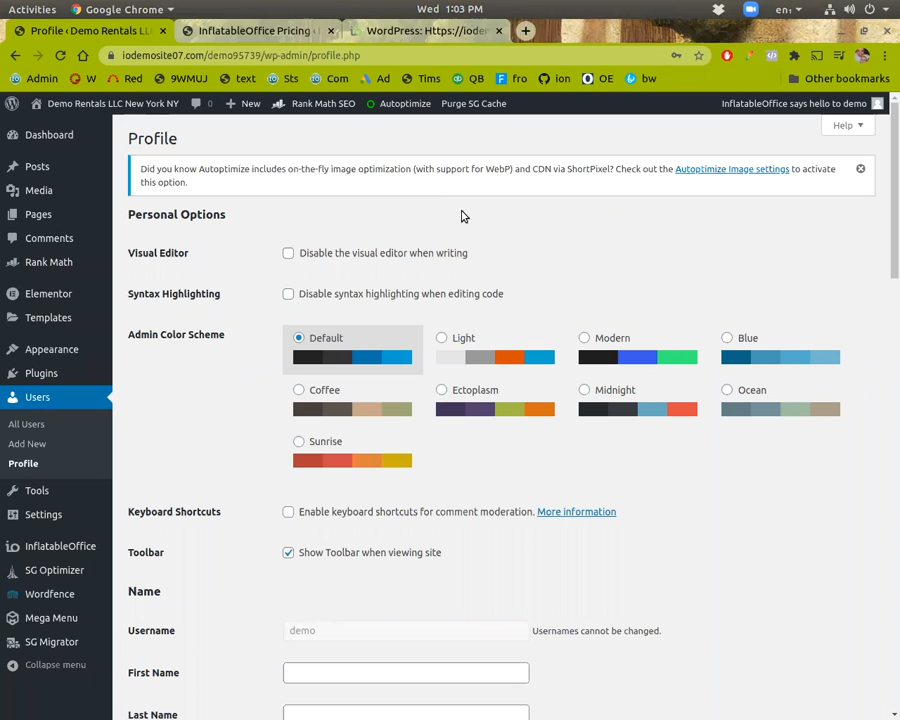 Activities
Google Chrome
Wed 1:03 PM
en₁
Profile ‹ Demo Rentals LL
InflatableOffice Pricing
WordPress: Https://iode
iodemosite07.com/demo95739/wp-admin/profile.php
Admin
W
Red
9WMUJ
text
Sts
Com
Ad
Tims
QB
fro
ion
OE
bw
Other bookmarks
Demo Rentals LLC New York NY
0
New
Rank Math SEO
Autoptimize
Purge SG Cache
InflatableOffice says hello to demo
Dashboard
Posts
Media
Pages
Comments
Rank Math
Elementor
Templates
Appearance
Plugins
Users
All Users
Add New
Profile
Tools
Settings
InflatableOffice
SG Optimizer
Wordfence
Mega Menu
SG Migrator
Collapse menu
Help
Profile
Did you know Autoptimize includes on-the-fly image optimization (with support for WebP) and CDN via ShortPixel? Check out the Autoptimize Image settings to activate
this option.
Personal Options
Visual Editor
Disable the visual editor when writing
Syntax Highlighting
Disable syntax highlighting when editing code
Admin Color Scheme
Default
Light
Modern
Blue
Coffee
Ectoplasm
Midnight
Ocean
Sunrise
Keyboard Shortcuts
Enable keyboard shortcuts for comment moderation. More information
Toolbar
Show Toolbar when viewing site
Name
Username
demo
Usernames cannot be changed.
First Name
Last Name